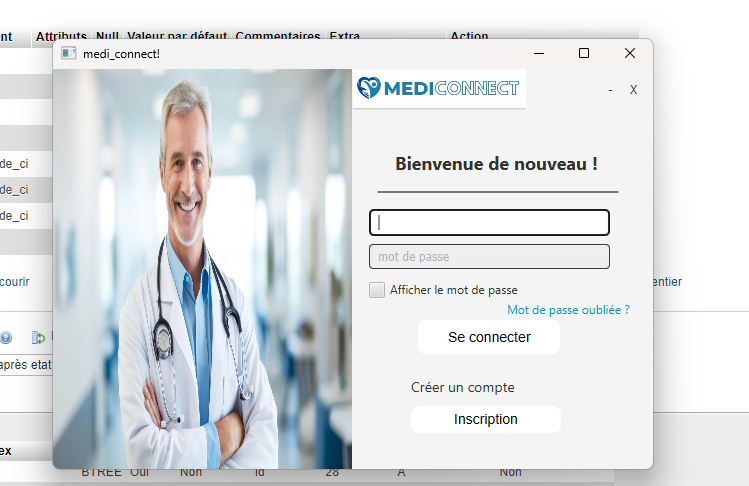 Attributs Null Valeur par défaut Commentaires Extra Action
medi_connect!
MEDICONNECT
- X
Bienvenue de nouveau !
de_ci
de_ci
de_ci
mot de passe
courir
entier
Afficher le mot de passe
Mot de passe oubliée ?
Se connecter
après etat
Créer un compte
Inscription
ex
BTREE Oui Non id 28 A Non